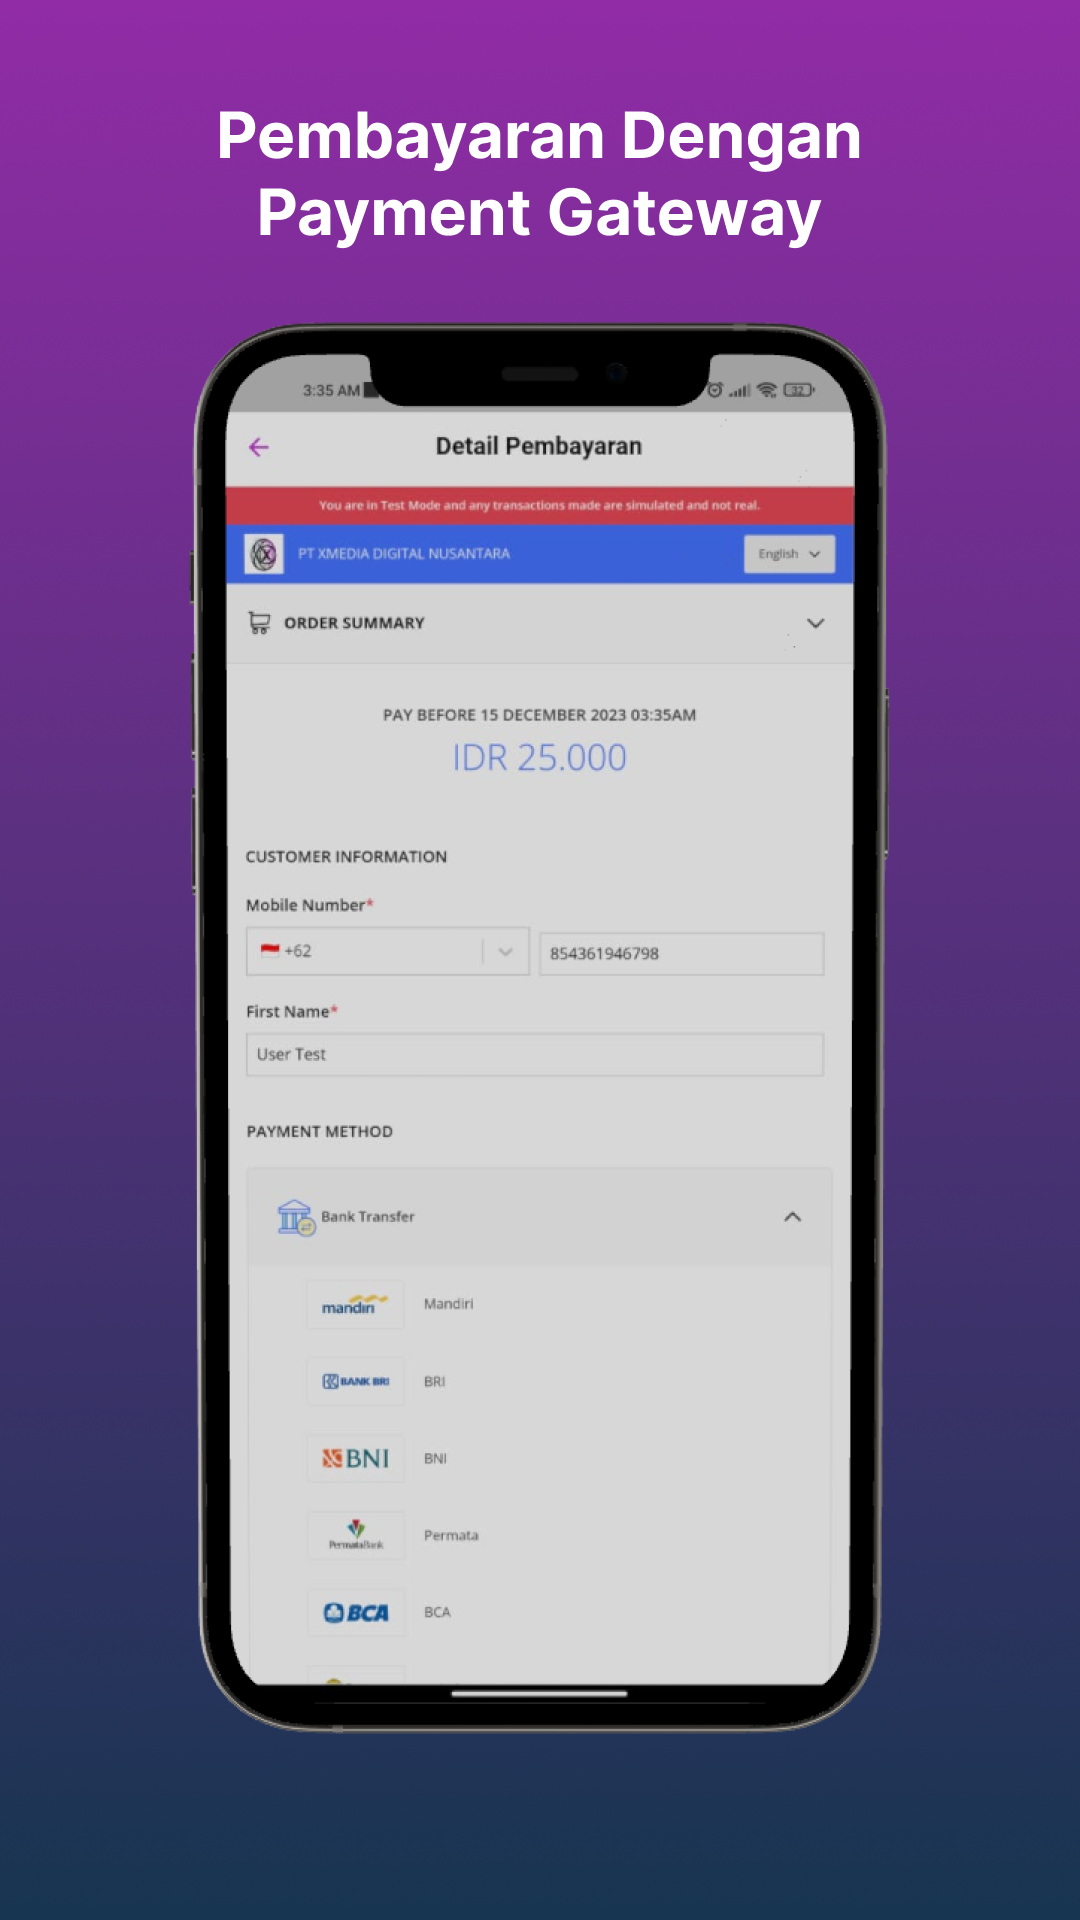 Pembayaran Dengan
Payment Gateway
3:35 AM
32
Detail Pembayaran
You are in Test Mode and any transactions made are simulated and not real.
PT XMEDIA DIGITAL NUSANTARA
English
ORDER SUMMARY
PAY BEFORE 15 DECEMBER 2023 03:35AM
IDR 25.000
CUSTOMER INFORMATION
Mobile Number*
+62
854361946798
First Name*
User Test
PAYMENT METHOD
Bank Transfer
mandiri Mandiri
BANK BRI BRI
BNI BNI
PermataBank Permata
BCA BCA